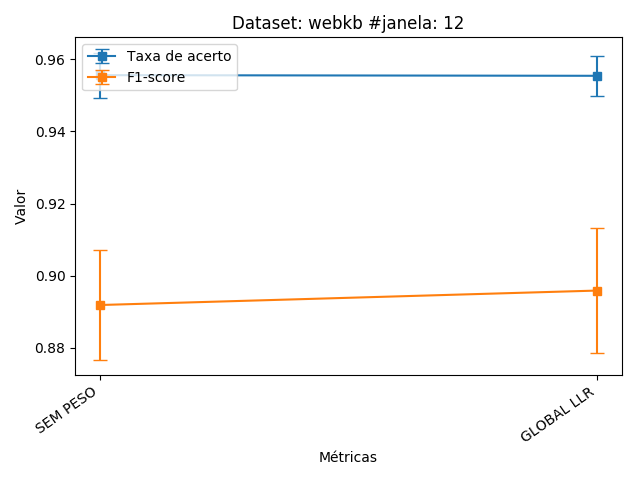 Dataset: webkb #janela: 12
Taxa de acerto
F1-score
Valor
0.96
0.94
0.92
0.90
0.88
SEM PESO
GLOBAL LLR
Métricas